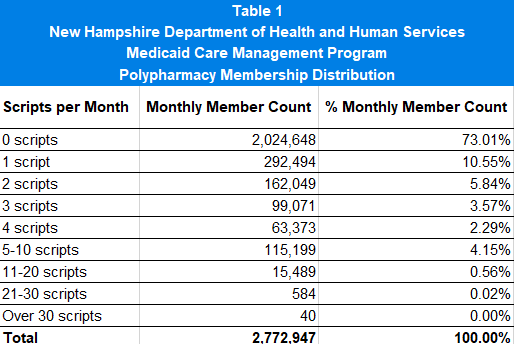 Table 1
New Hampshire Department of Health and Human Services
Medicaid Care Management Program
Polypharmacy Membership Distribution
Scripts per Month Monthly Member Count % Monthly Member Count
0 scripts 2,024,648 73.01%
1 script 292,494 10.55%
2 scripts 162,049 5.84%
3 scripts 99,071 3.57%
4 scripts 63,373 2.29%
5-10 scripts 115,199 4.15%
11-20 scripts 15,489 0.56%
21-30 scripts 584 0.02%
Over 30 scripts 40 0.00%
Total 2,772,947 100.00%